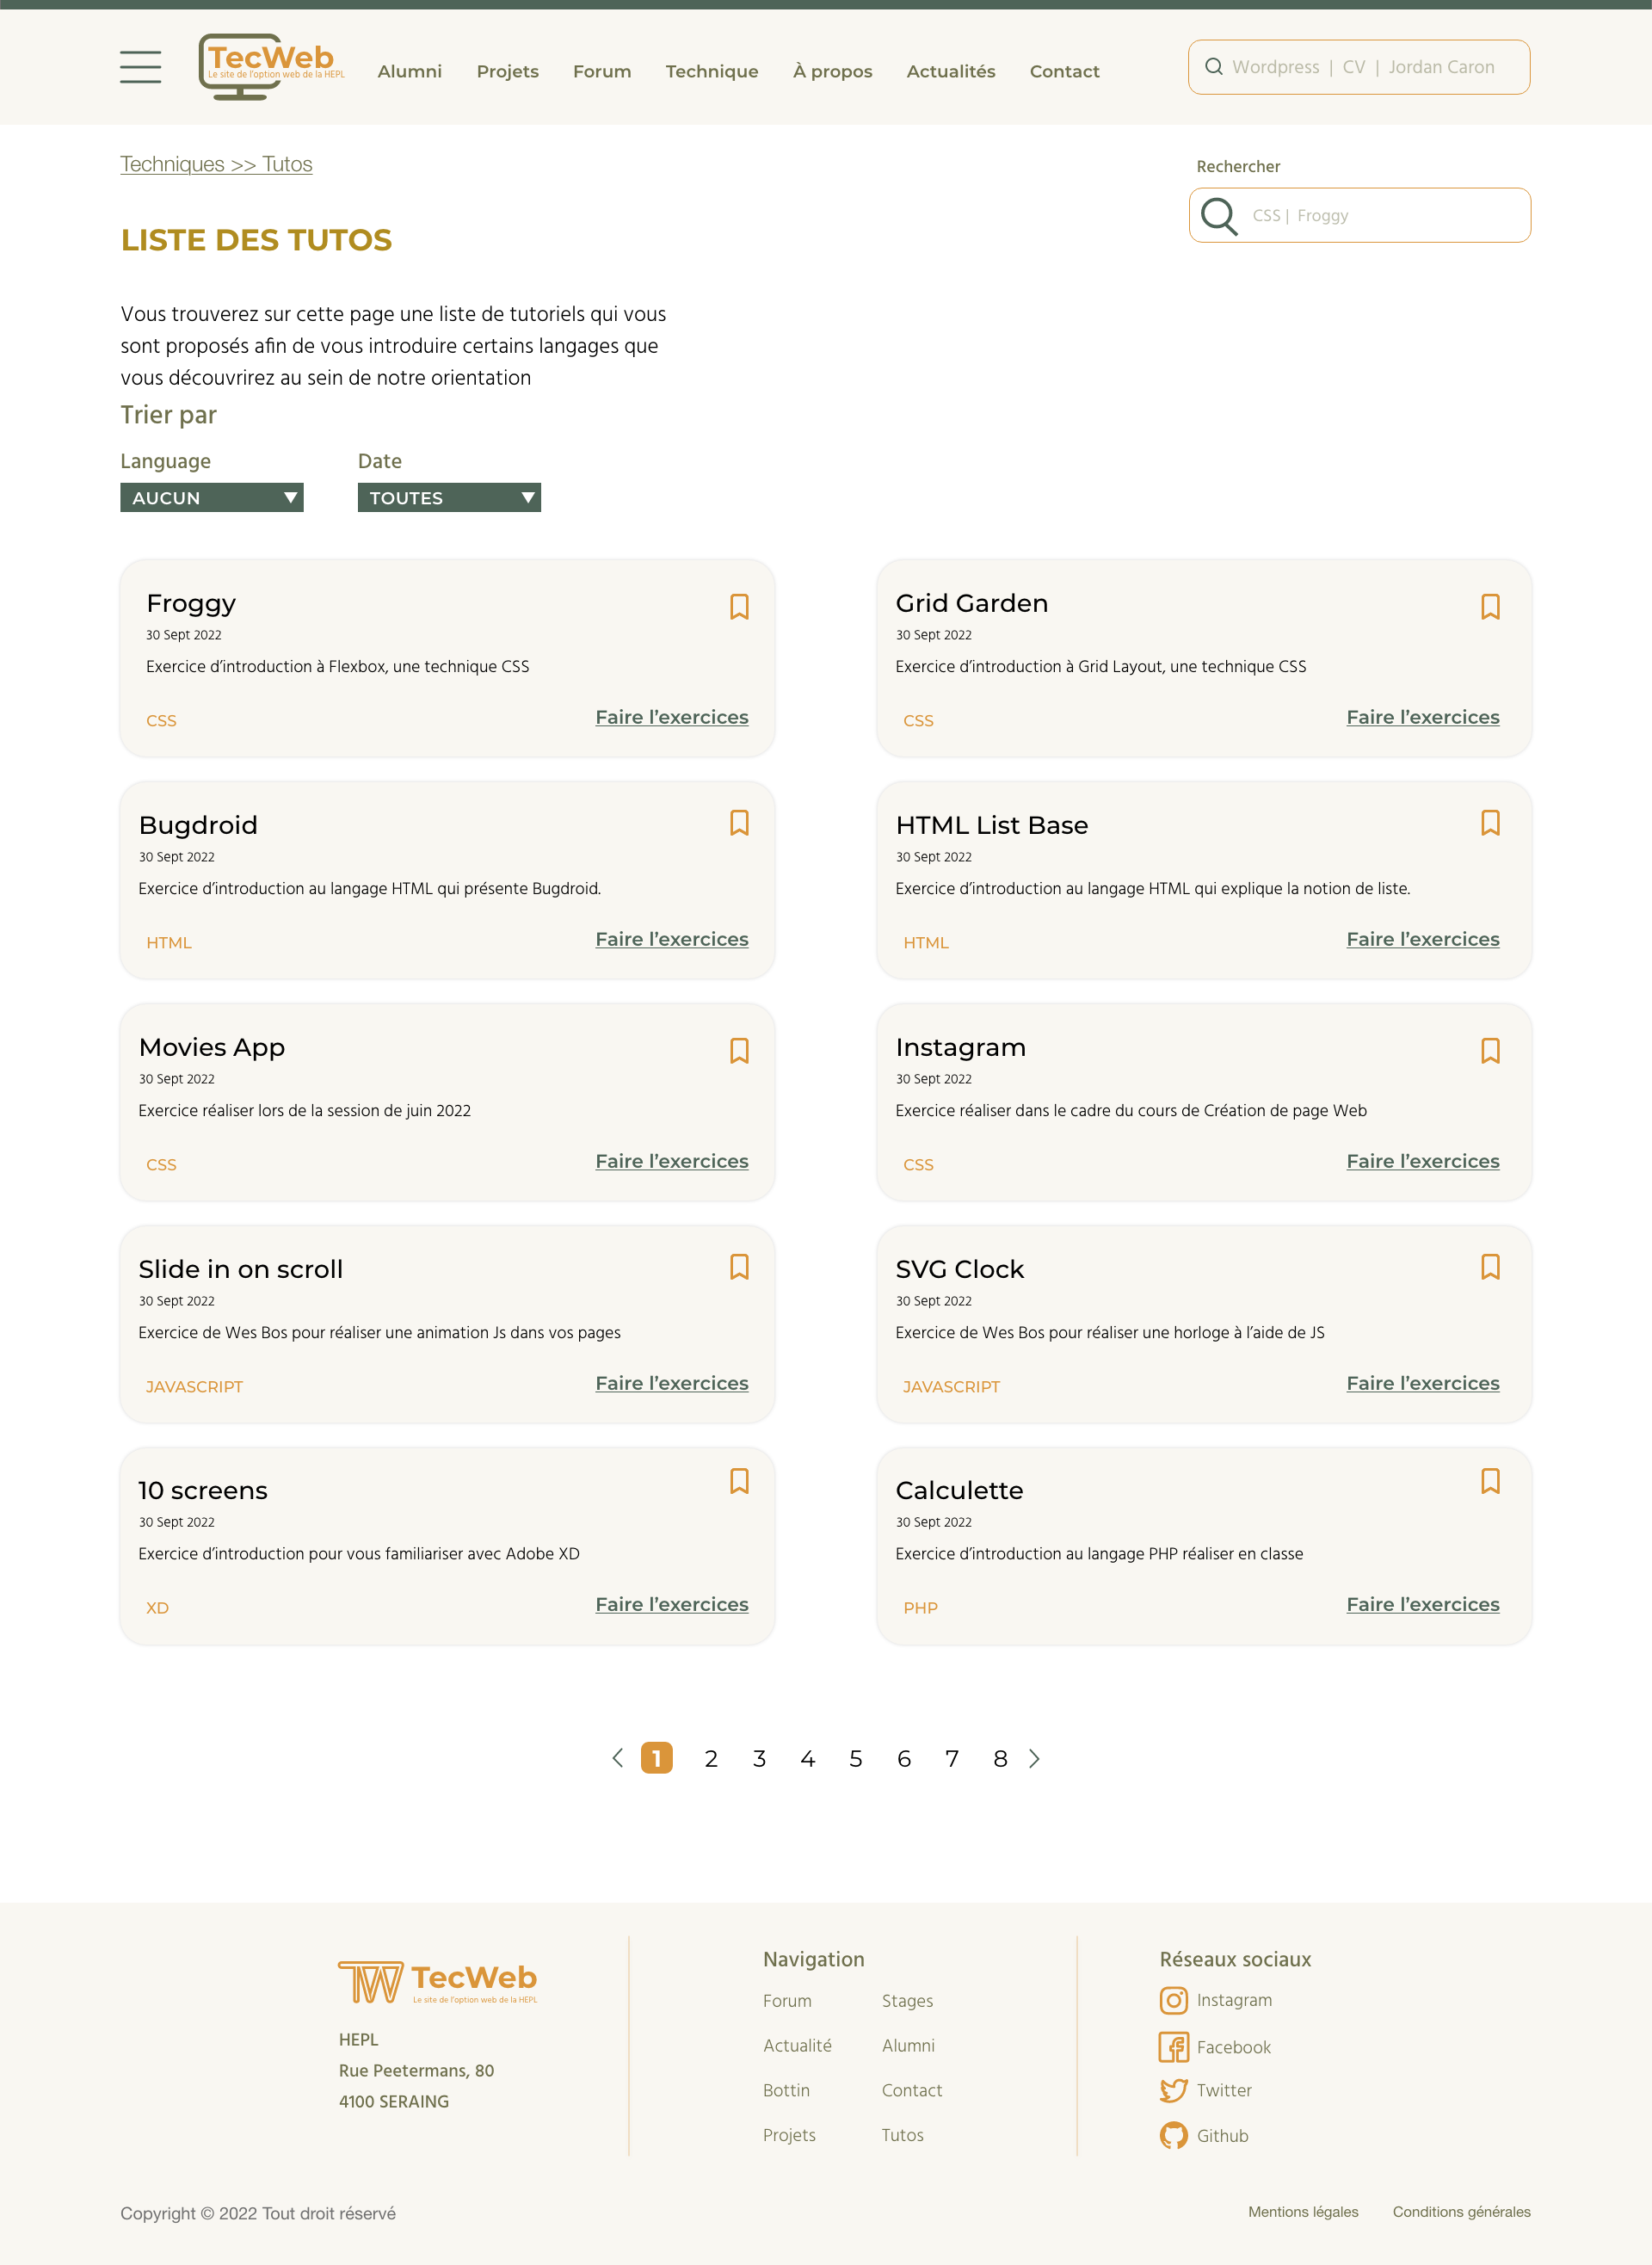 TecWeb
Le site de l'option web de la HEPL
Alumni Projets Forum Technique À propos Actualités Contact
Wordpress | CV | Jordan Caron
Techniques >> Tutos
Rechercher
CSS | Froggy
LISTE DES TUTOS
Vous trouverez sur cette page une liste de tutoriels qui vous
sont proposés afin de vous introduire certains langages que
vous découvrirez au sein de notre orientation
Trier par
Language Date
AUCUN TOUTES
Froggy
30 Sept 2022
Exercice d’introduction à Flexbox, une technique CSS
CSS Faire l’exercices
Grid Garden
30 Sept 2022
Exercice d’introduction à Grid Layout, une technique CSS
CSS Faire l’exercices
Bugdroid
30 Sept 2022
Exercice d’introduction au langage HTML qui présente Bugdroid.
HTML Faire l’exercices
HTML List Base
30 Sept 2022
Exercice d’introduction au langage HTML qui explique la notion de liste.
HTML Faire l’exercices
Movies App
30 Sept 2022
Exercice réaliser lors de la session de juin 2022
CSS Faire l’exercices
Instagram
30 Sept 2022
Exercice réaliser dans le cadre du cours de Création de page Web
CSS Faire l’exercices
Slide in on scroll
30 Sept 2022
Exercice de Wes Bos pour réaliser une animation Js dans vos pages
JAVASCRIPT Faire l’exercices
SVG Clock
30 Sept 2022
Exercice de Wes Bos pour réaliser une horloge à l’aide de JS
JAVASCRIPT Faire l’exercices
10 screens
30 Sept 2022
Exercice d’introduction pour vous familiariser avec Adobe XD
XD Faire l’exercices
Calculette
30 Sept 2022
Exercice d’introduction au langage PHP réaliser en classe
PHP Faire l’exercices
1 2 3 4 5 6 7 8
TW TecWeb
Le site de l'option web de la HEPL
HEPL
Rue Peetermans, 80
4100 SERAING
Navigation
Forum Stages
Actualité Alumni
Bottin Contact
Projets Tutos
Réseaux sociaux
Instagram
Facebook
Twitter
Github
Copyright © 2022 Tout droit réservé
Mentions légales Conditions générales